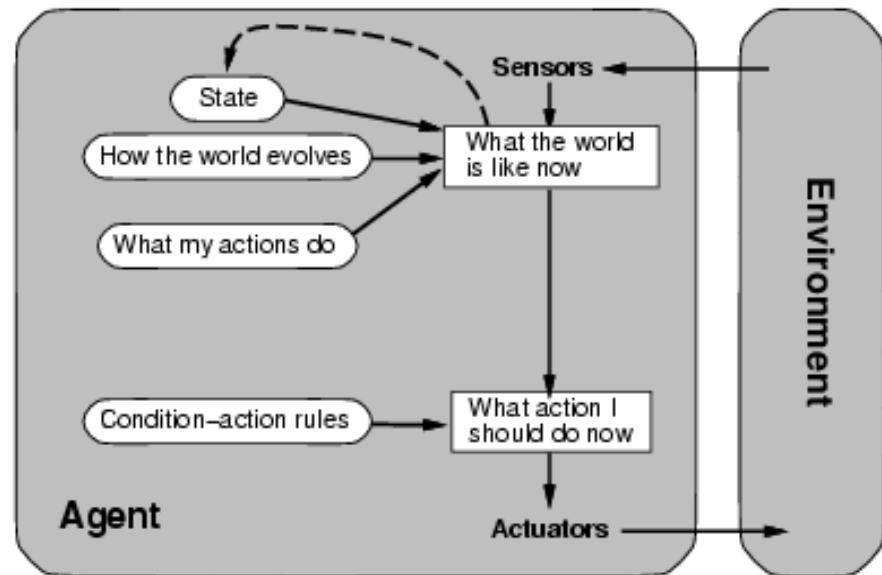 Sensors
State
What the world
is like now
How the world evolves
What my actions do
Environment
Condition–action rules
What action I
should do now
Agent
Actuators